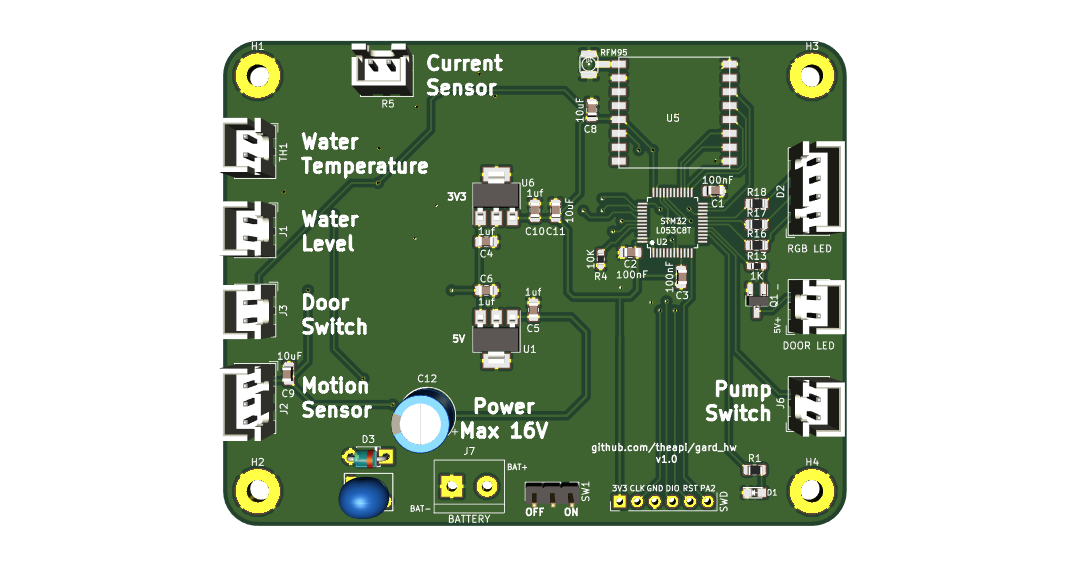 H1
H3
R5
Current
Sensor
RFM95
10uF
C8
U5
TH1
Water
Temperature
U6
3V3
1uf
C10 C11
10uF
1uf
C4
100nF
C1
STM32
L053C8T
U2
R18
R17
R16
R13
1K
D2
RGB LED
J1
Water
Level
10K
R4
C2
100nF
100nF
C3
C6
1uf
1uf
C5
5V
U1
Q1
-
5V+
DOOR LED
J3
Door
Switch
10uF
C9
J2
Motion
Sensor
C12
+
Power
Max 16V
Pump
Switch
J6
github.com/theapi/gard_hw
v1.0
D3
J7
BAT+
BAT-
BATTERY
SW1
OFF ON
3V3 CLK GND DIO RST PA2
SWD
R1
D1
H2
H4